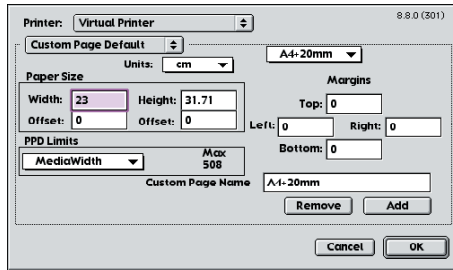 Printer: Virtual Printer 8.8.0 (301)
Custom Page Default
Units: cm A4+20mm
Paper Size Margins
Width: 23 Height: 31.71 Top: 0
Offset: 0 Offset: 0 Left: 0 Right: 0
PPD Limits Bottom: 0
MediaWidth Max
508
Custom Page Name A4+20mm
Remove Add
Cancel OK